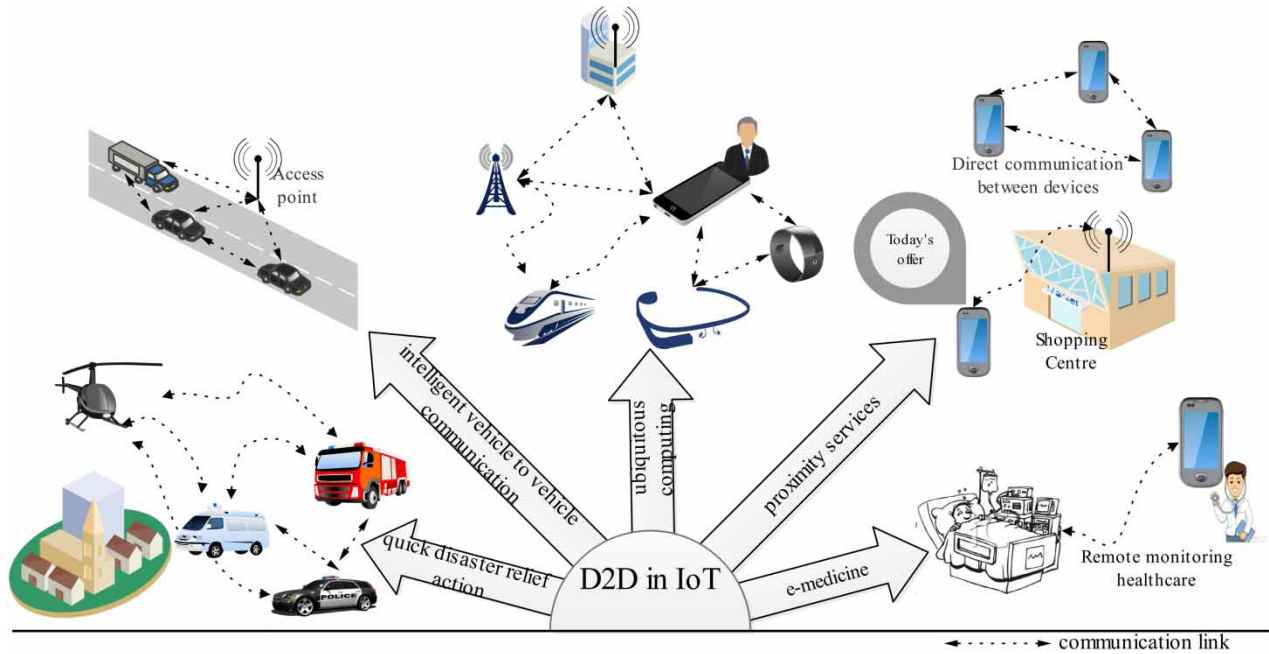 Access
point
Direct communication
between devices
Today's
offer
Market
Shopping
Centre
intelligent vehicle to vehicle
communication
ubiquitous
computing
proximity services
quick disaster relief
action
POLICE
D2D in IoT
e-medicine
Remote monitoring
healthcare
communication link